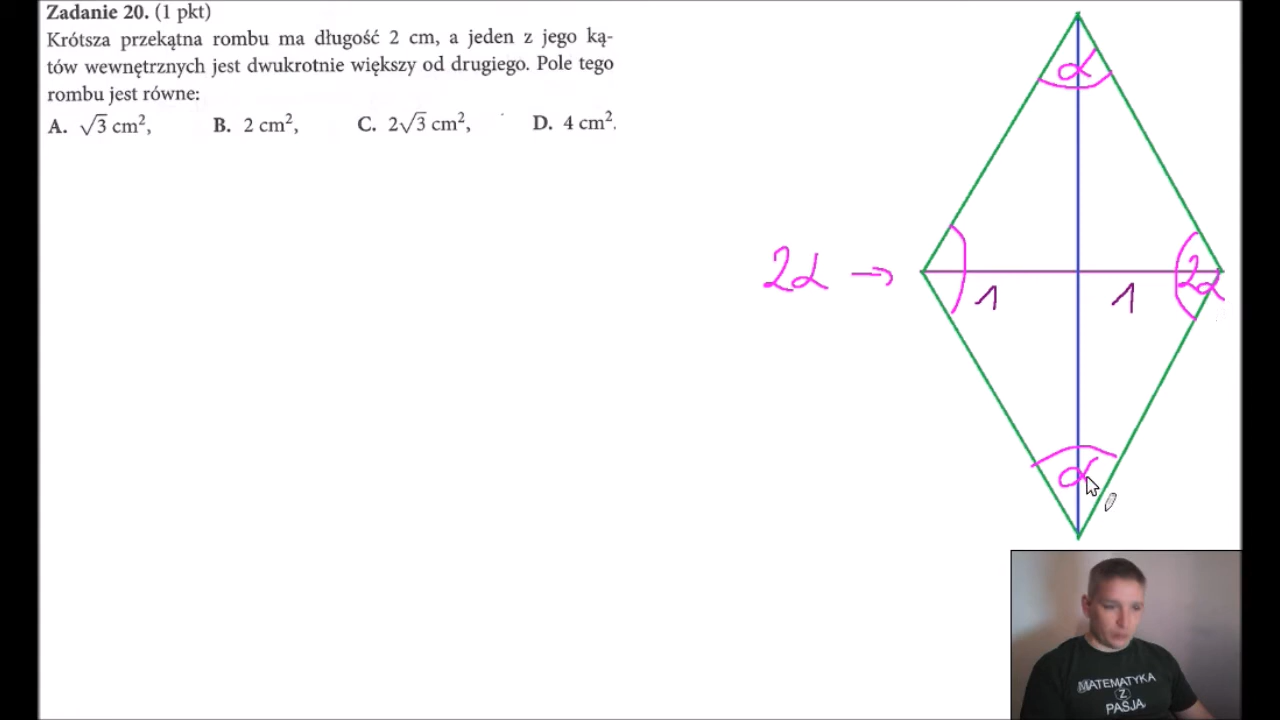 Zadanie 20. (1 pkt)
Krótsza przekątna rombu ma długość 2 cm, a jeden z jego ką-
tów wewnętrznych jest dwukrotnie większy od drugiego. Pole tego
rombu jest równe:
A. √3 cm², B. 2 cm², C. 2√3 cm², D. 4 cm².
α
2α → 2α
1 1
α
MATEMATYKA
Z
PASJĄ